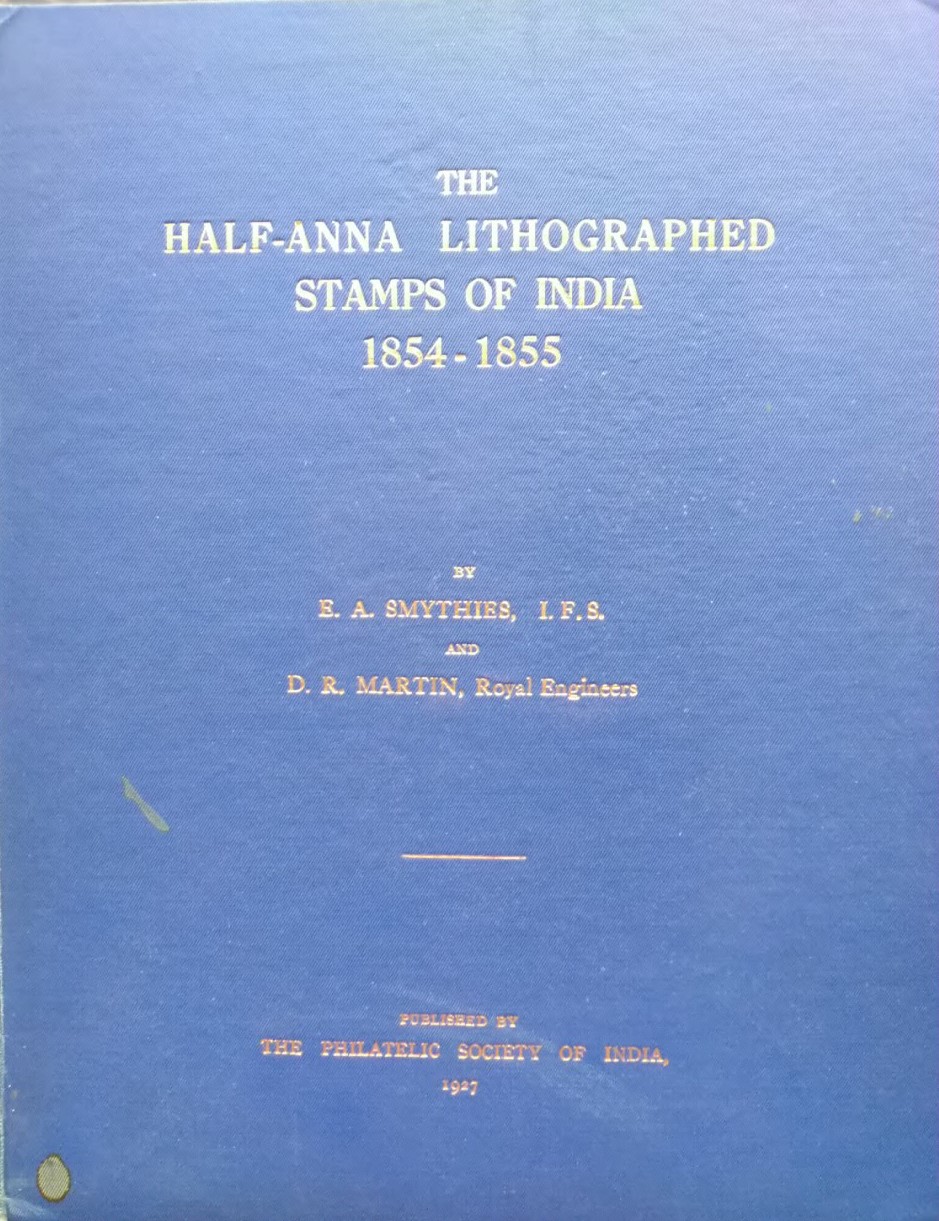 THE
HALF-ANNA LITHOGRAPHED
STAMPS OF INDIA
1854-1855
BY
E. A. SMYTHIES, I. F. S.
AND
D. R. MARTIN, Royal Engineers
PUBLISHED BY
THE PHILATELIC SOCIETY OF INDIA,
1927